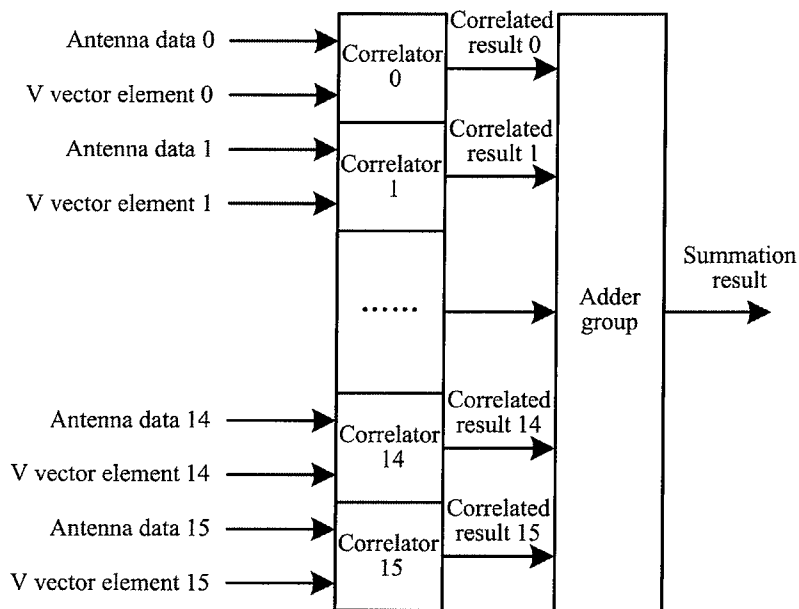 Antenna data 0
V vector element 0
Correlator
0
Correlated
result 0
Antenna data 1
V vector element 1
Correlator
1
Correlated
result 1
......
Adder
group
Summation
result
Antenna data 14
V vector element 14
Correlator
14
Correlated
result 14
Antenna data 15
V vector element 15
Correlator
15
Correlated
result 15